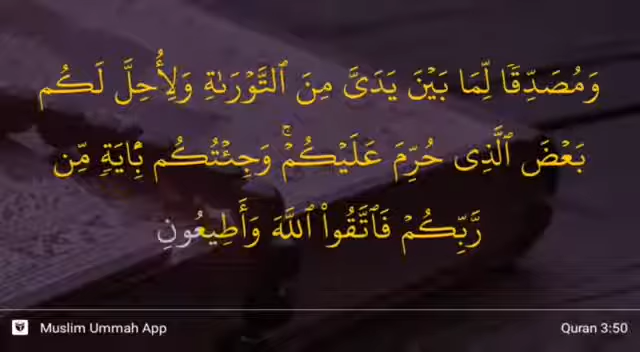 وَمُصَدِّقًا لِّمَا بَيْنَ يَدَىَّ مِنَ ٱلتَّوْرَىٰةِ وَلِأُحِلَّ لَكُم
بَعْضَ ٱلَّذِى حُرِّمَ عَلَيْكُمْ ۚ وَجِئْتُكُم بِـَٔايَةٍ مِّن
رَّبِّكُمْ فَٱتَّقُوا۟ ٱللَّهَ وَأَطِيعُونِ
Muslim Ummah App
Quran 3:50